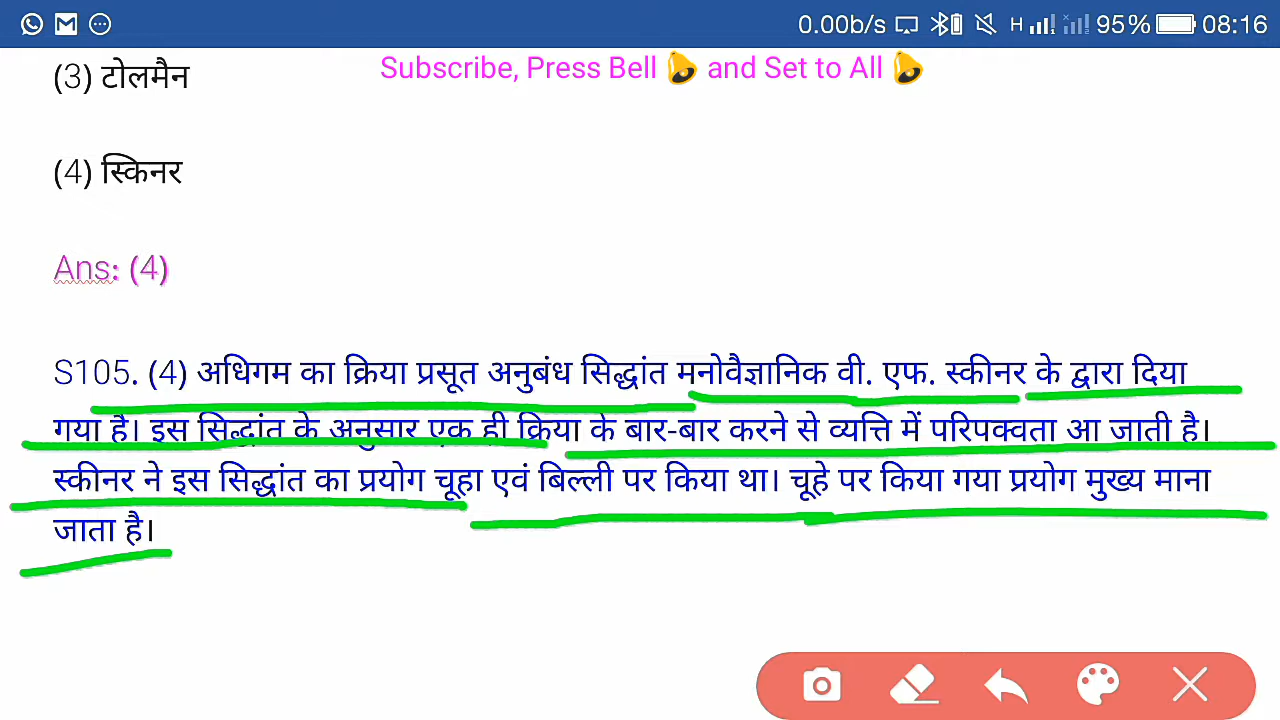 0.00b/s H 95% 08:16
(3) टोलमैन
Subscribe, Press Bell 🔔 and Set to All 🔔
(4) स्किनर
Ans: (4)
S105. (4) अधिगम का क्रिया प्रसूत अनुबंध सिद्धांत मनोवैज्ञानिक वी. एफ. स्कीनर के द्वारा दिया
गया है। इस सिद्धांत के अनुसार एक ही क्रिया के बार-बार करने से व्यत्ति में परिपक्वता आ जाती है।
स्कीनर ने इस सिद्धांत का प्रयोग चूहा एवं बिल्ली पर किया था। चूहे पर किया गया प्रयोग मुख्य माना
जाता है।